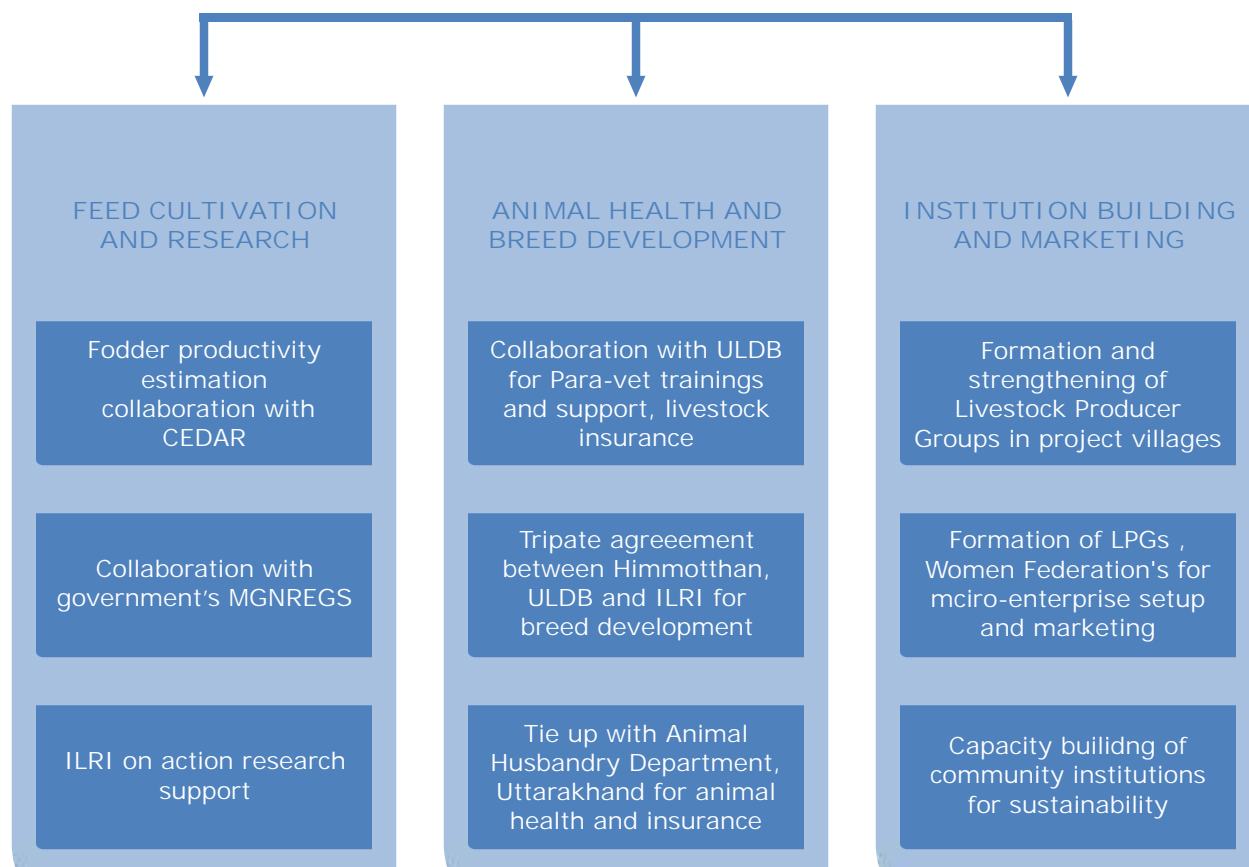 FEED CULTIVATION
AND RESEARCH
Fodder productivity
estimation
collaboration with
CEDAR
Collaboration with
government’s MGNREGS
ILRI on action research
support
ANIMAL HEALTH AND
BREED DEVELOPMENT
Collaboration with ULDB
for Para-vet trainings
and support, livestock
insurance
Tripate agreeement
between Himmotthan,
ULDB and ILRI for
breed development
Tie up with Animal
Husbandry Department,
Uttarakhand for animal
health and insurance
INSTITUTION BUILDING
AND MARKETING
Formation and
strengthening of
Livestock Producer
Groups in project villages
Formation of LPGs ,
Women Federation's for
mciro-enterprise setup
and marketing
Capacity builidng of
community institutions
for sustainability